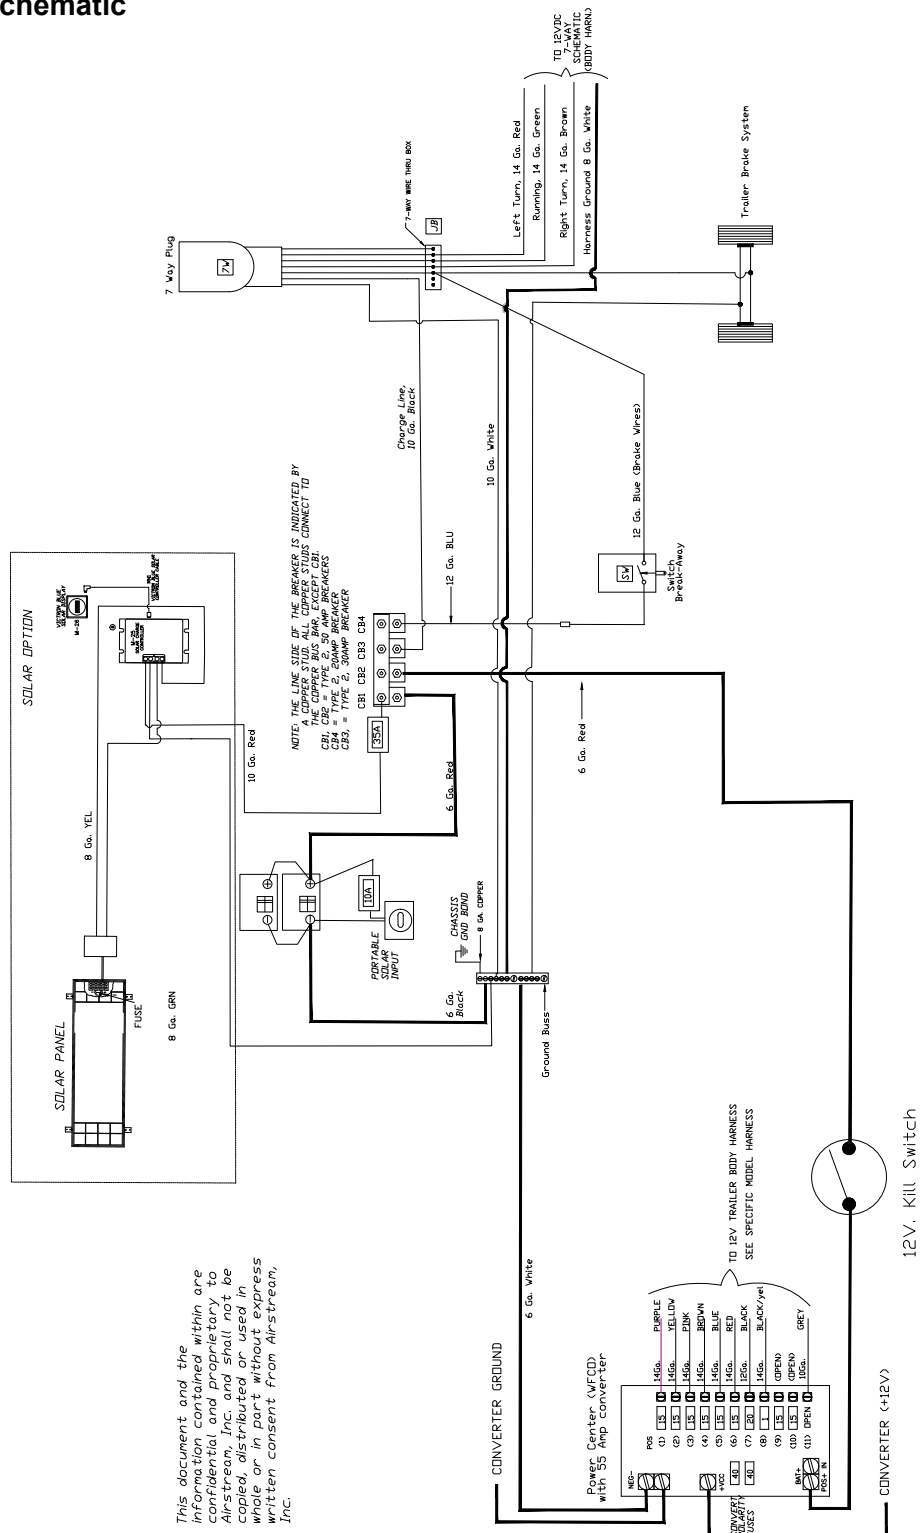 chematic
TO 12VDC
7-WAY
SCHEMATIC
(BODY HARN.)
Left Turn, 14 Ga. Red
Running, 14 Ga. Green
Right Turn, 14 Ga. Brown
Harness Ground 8 Ga. White
Trailer Brake System
7-WAY WIRE THRU BOX
JB
7 Way Plug
7W
Charge Line,
10 Ga. Black
10 Ga. White
12 Ga. Blue (Brake Wires)
12 Ga. BLU
SW
Switch
Break-Away
NOTE: THE LINE SIDE OF THE BREAKER IS INDICATED BY
A COPPER STUD. ALL COPPER STUDS CONNECT TO
THE COPPER BUS BAR, EXCEPT CB1.
CB1, CB2 = TYPE 2, 50 AMP BREAKERS
CB4 = TYPE 2, 20AMP BREAKER
CB3, = TYPE 2, 30AMP BREAKER
CB1 CB2 CB3 CB4
35A
SOLAR OPTION
VICTRON BLUE
SOLAR DISPLAY
M-26
M-25
SOLAR CHARGE
CONTROLLER
10 Ga. Red
8 Ga. YEL
8 Ga. GRN
SOLAR PANEL
FUSE
6 Ga. Red
6 Ga. Red
10A
PORTABLE
SOLAR
INPUT
CHASSIS
GND BOND
8 GA. COPPER
6 Ga.
Black
Ground Buss
6 Ga. White
12V. Kill Switch
TO 12V TRAILER BODY HARNESS
SEE SPECIFIC MODEL HARNESS
This document and the
information contained within are
confidential and proprietary to
Airstream, Inc. and shall not be
copied, distributed or used in
whole or in part without express
written consent from Airstream,
Inc.
CONVERTER GROUND
Power Center (WFCO)
with 55 Amp converter
NEG-
+VCC
BAT+
POS+ IN
40
40
POS
(1) 15 14Ga. PURPLE
(2) 15 14Ga. YELLOW
(3) 15 14Ga. PINK
(4) 15 14Ga. BROWN
(5) 15 14Ga. BLUE
(6) 15 14Ga. RED
(7) 20 12Ga. BLACK
(8) 1 14Ga. BLACK/yel
(9) 15 (OPEN)
(10) 15 (OPEN)
(11) OPEN 10Ga. GREY
CONVERT
OLARITY
USES
CONVERTER (+12V)